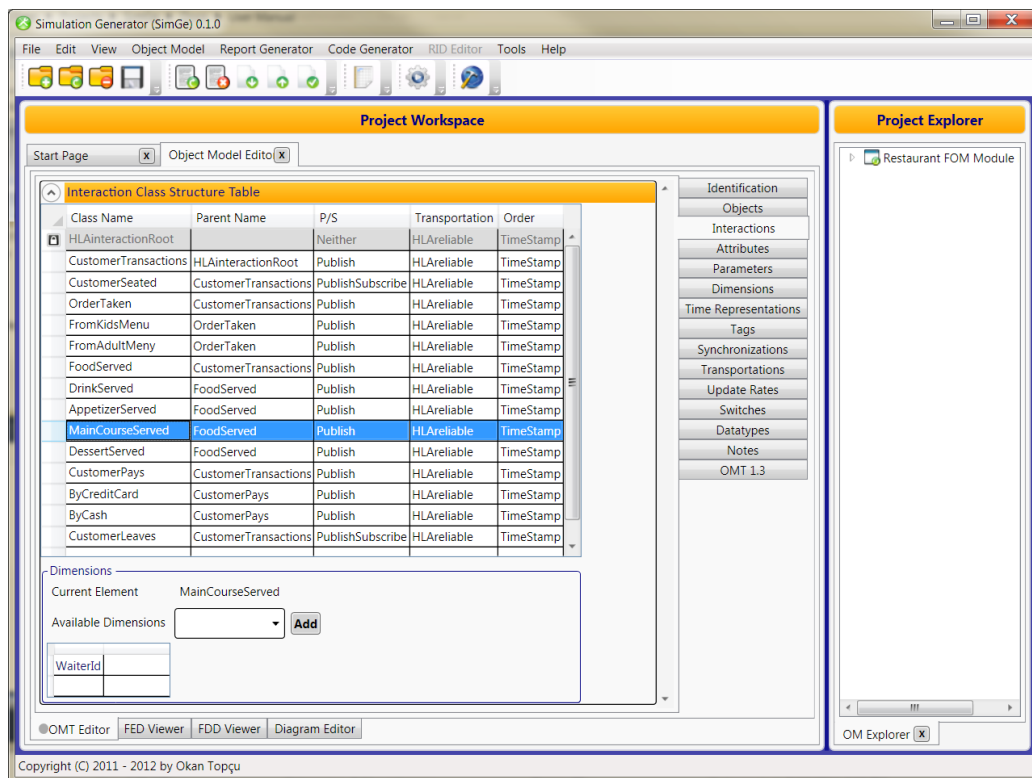 Simulation Generator (SimGe) 0.1.0
File Edit View Object Model Report Generator Code Generator RID Editor Tools Help
Project Workspace
Project Explorer
Start Page x Object Model Edito x
Restaurant FOM Module
Interaction Class Structure Table
Class Name Parent Name P/S Transportation Order
HLAinteractionRoot Neither HLAreliable TimeStamp
CustomerTransactions HLAinteractionRoot Publish HLAreliable TimeStamp
CustomerSeated CustomerTransactions PublishSubscribe HLAreliable TimeStamp
OrderTaken CustomerTransactions Publish HLAreliable TimeStamp
FromKidsMenu OrderTaken Publish HLAreliable TimeStamp
FromAdultMeny OrderTaken Publish HLAreliable TimeStamp
FoodServed CustomerTransactions Publish HLAreliable TimeStamp
DrinkServed FoodServed Publish HLAreliable TimeStamp
AppetizerServed FoodServed Publish HLAreliable TimeStamp
MainCourseServed FoodServed Publish HLAreliable TimeStamp
DessertServed FoodServed Publish HLAreliable TimeStamp
CustomerPays CustomerTransactions Publish HLAreliable TimeStamp
ByCreditCard CustomerPays Publish HLAreliable TimeStamp
ByCash CustomerPays Publish HLAreliable TimeStamp
CustomerLeaves CustomerTransactions PublishSubscribe HLAreliable TimeStamp
Identification
Objects
Interactions
Attributes
Parameters
Dimensions
Time Representations
Tags
Synchronizations
Transportations
Update Rates
Switches
Datatypes
Notes
OMT 1.3
Dimensions
Current Element MainCourseServed
Available Dimensions Add
WaiterId
OMT Editor FED Viewer FDD Viewer Diagram Editor
OM Explorer x
Copyright (C) 2011 - 2012 by Okan Topçu